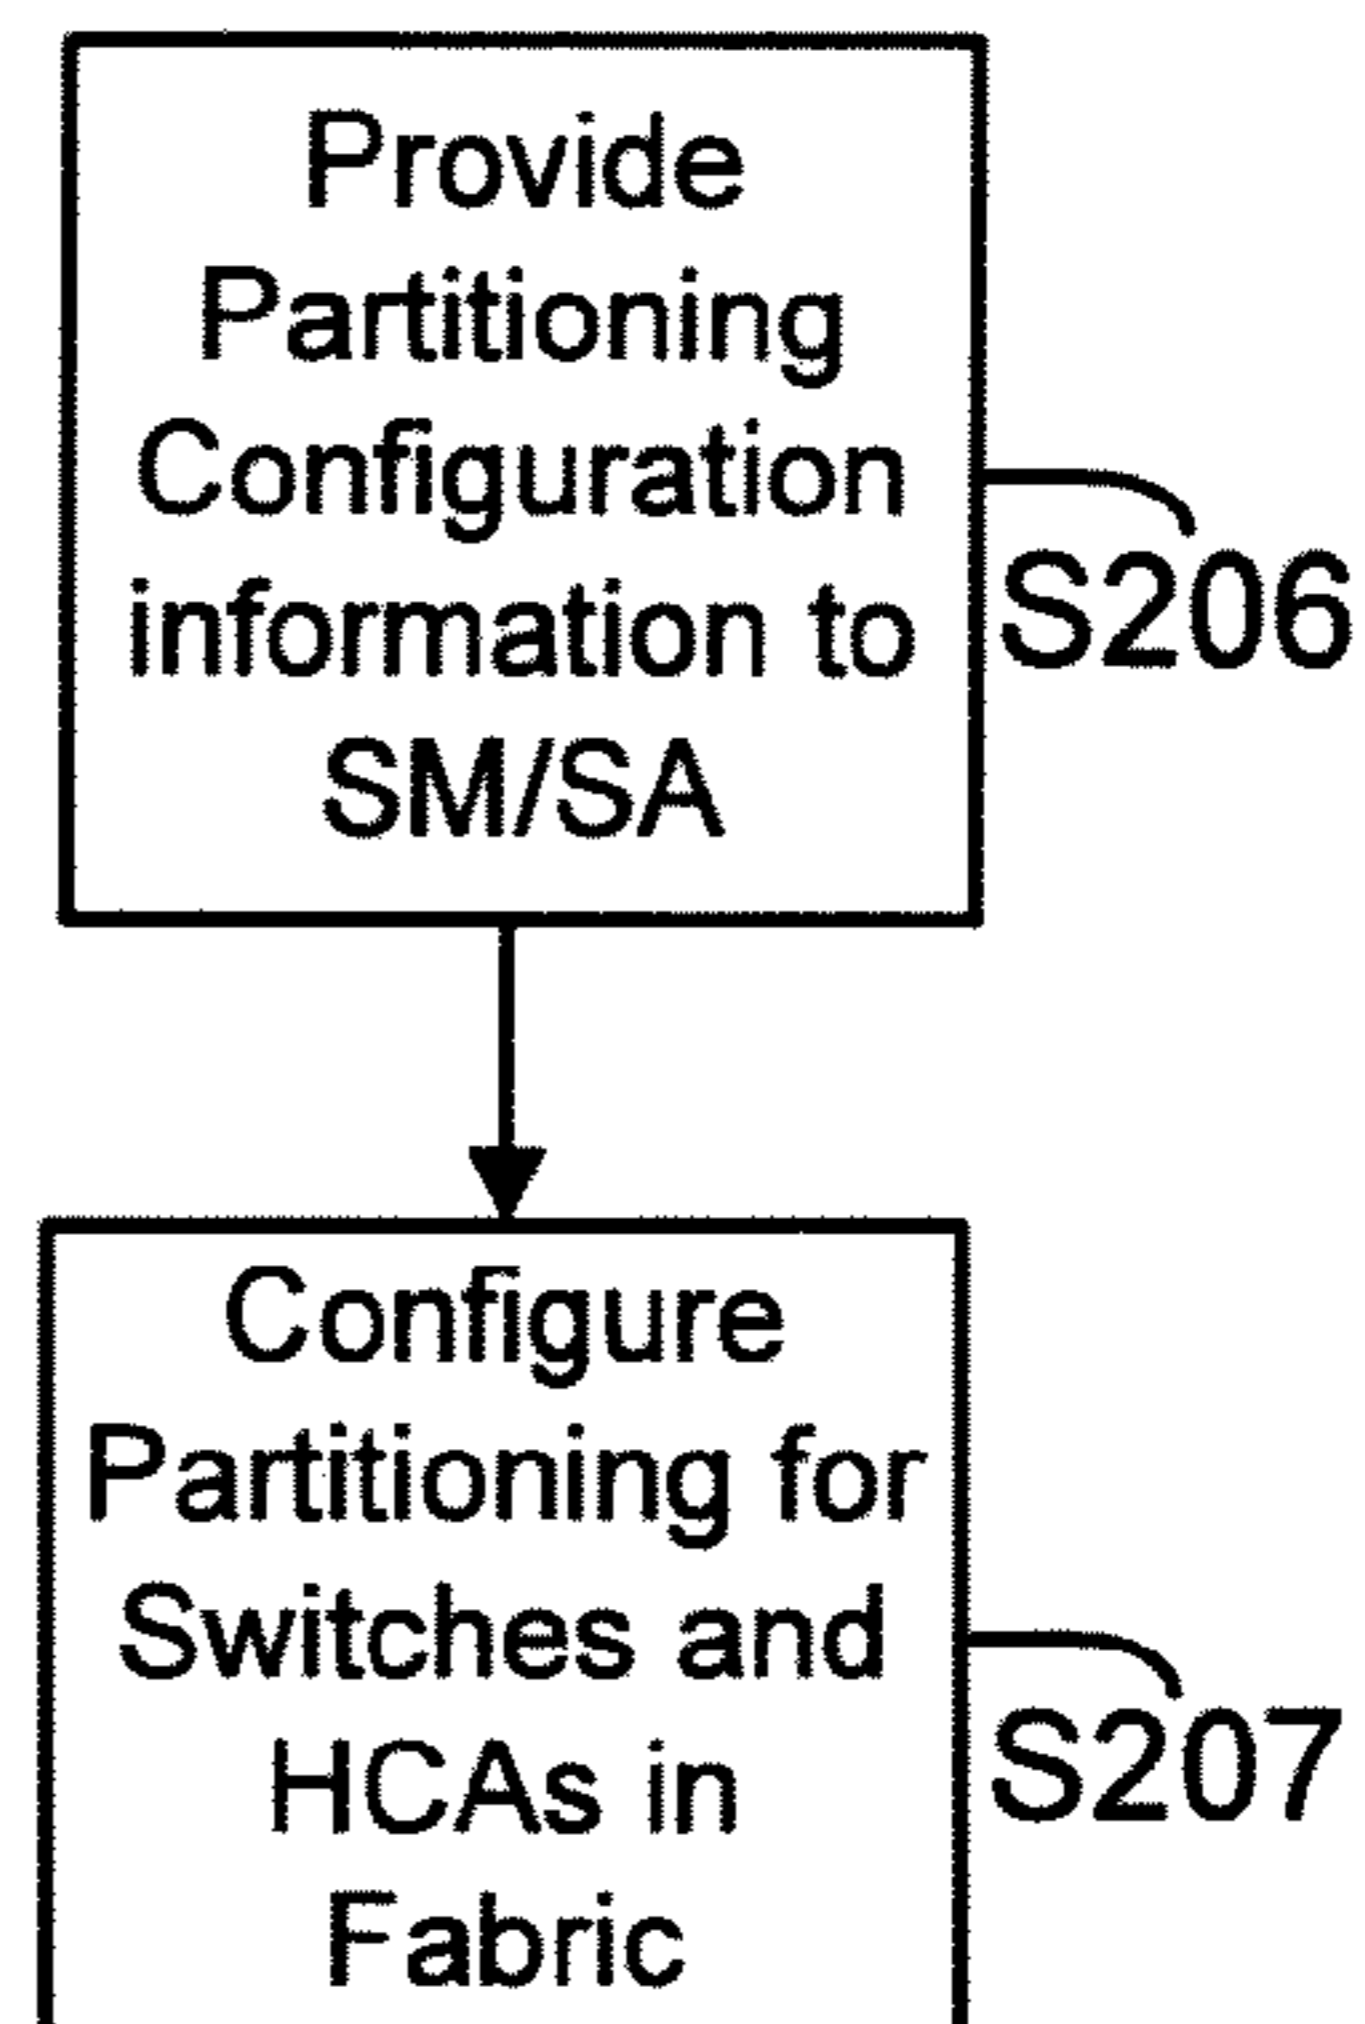 Provide
Partitioning
Configuration
information to
SM/SA
S206
Configure
Partitioning for
Switches and
HCAs in
Fabric
S207